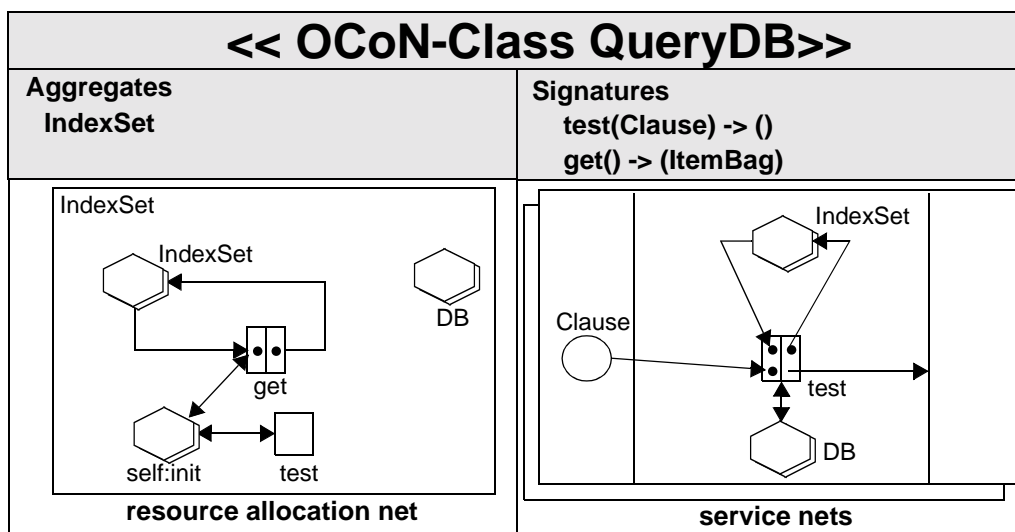 << OCoN-Class QueryDB>>
Aggregates
IndexSet
Signatures
test(Clause) -> ()
get() -> (ItemBag)
IndexSet
IndexSet
DB
get
self:init
test
resource allocation net
IndexSet
Clause
test
DB
service nets